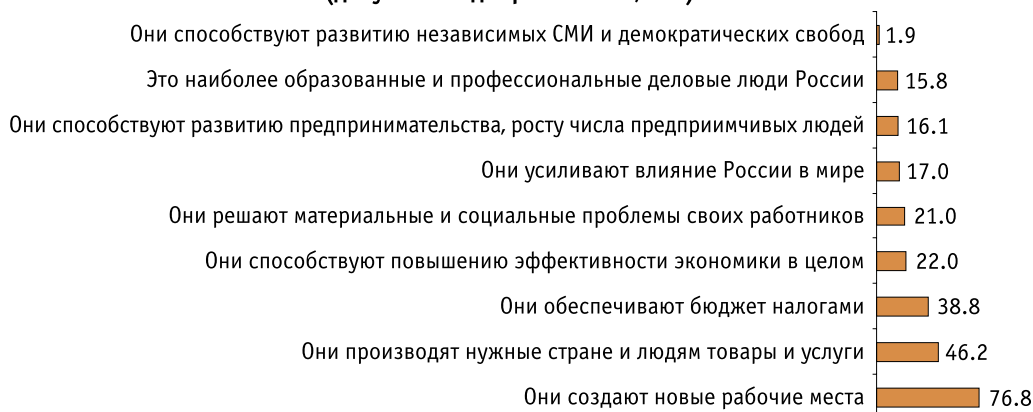 Они способствуют развитию независимых СМИ и демократических свобод 1.9
Это наиболее образованные и профессиональные деловые люди России 15.8
Они способствуют развитию предпринимательства, росту числа предприимчивых людей 16.1
Они усиливают влияние России в мире 17.0
Они решают материальные и социальные проблемы своих работников 21.0
Они способствуют повышению эффективности экономики в целом 22.0
Они обеспечивают бюджет налогами 38.8
Они производят нужные стране и людям товары и услуги 46.2
Они создают новые рабочие места 76.8